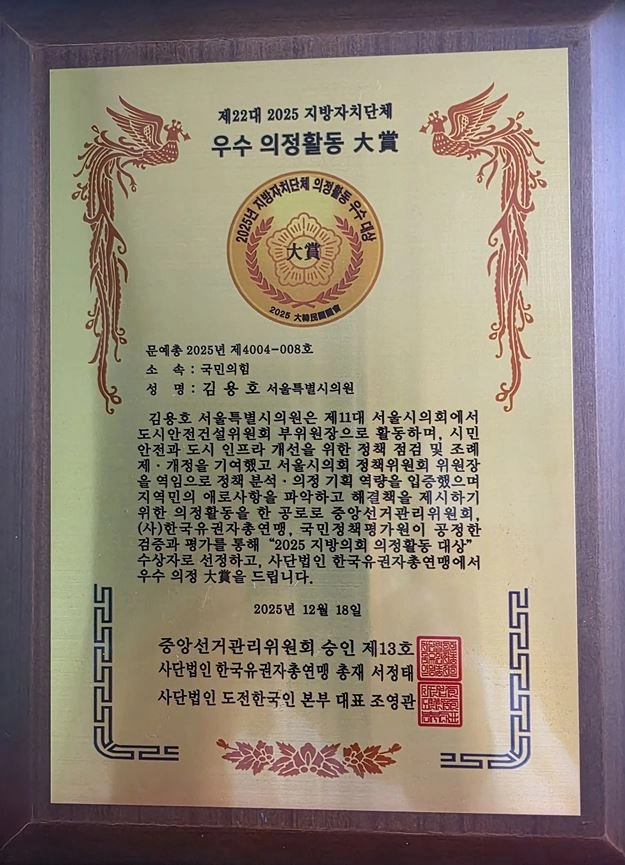 제22대 2025 지방자치단체
우수 의정활동 大賞
2025년 지방자치단체 의정활동 우수 대상
大賞
2025 大韓民國國會
문예총 2025년 제4004-008호
소 속 : 국민의힘
성 명 : 김 용 호 서울특별시의원
김용호 서울특별시의원은 제11대 서울시의회에서
도시안전건설위원회 부위원장으로 활동하며, 시민
안전과 도시 인프라 개선을 위한 정책 점검 및 조례
제·개정을 기여했고 서울시의회 정책위원회 위원장
을 역임으로 정책 분석·의정 기획 역량을 입증했으며
지역민의 애로사항을 파악하고 해결책을 제시하기
위한 의정활동을 한 공로로 중앙선거관리위원회,
(사)한국유권자총연맹, 국민정책평가원이 공정한
검증과 평가를 통해 “2025 지방의회 의정활동 대상”
수상자로 선정하고, 사단법인 한국유권자총연맹에서
우수 의정 大賞을 드립니다.
2025년 12월 18일
중앙선거관리위원회 승인 제13호
사단법인 한국유권자총연맹 총재 서정태
사단법인 도전한국인 본부 대표 조영관